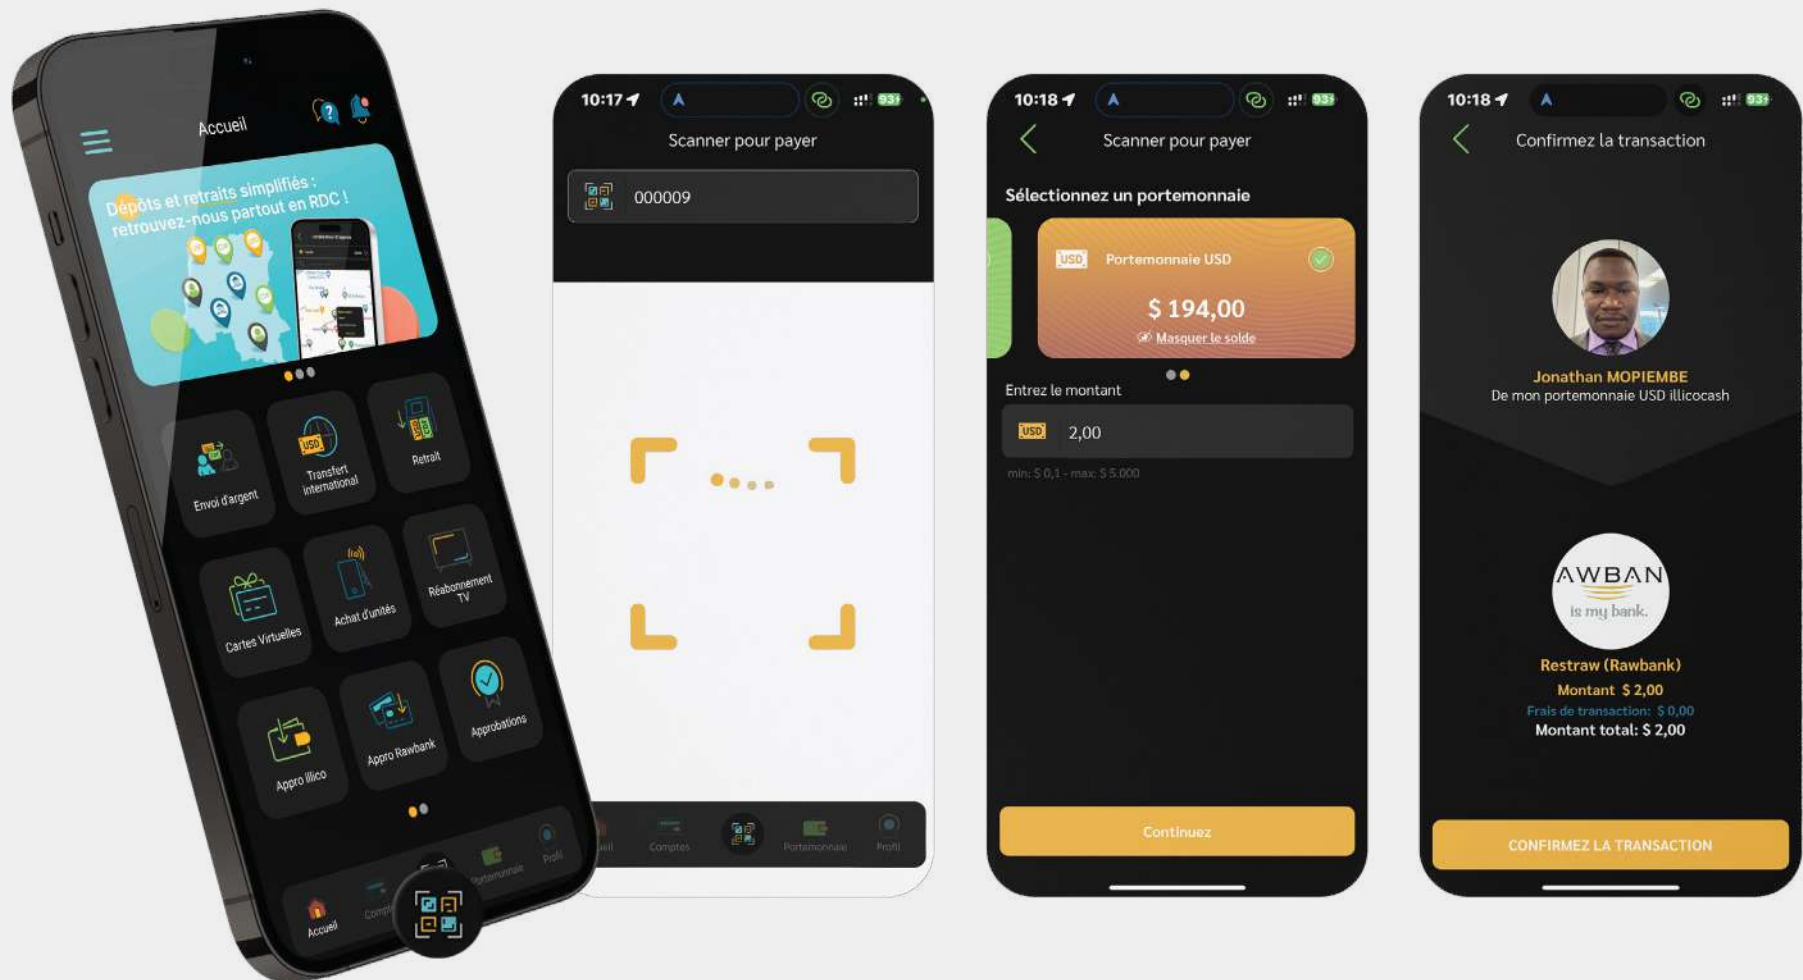 Accueil
Dépôts et retraits simplifiés :
retrouvez-nous partout en RDC !
Envoi d'argent
Transfert
international
Retrait
Cartes Virtuelles
Achat d'unités
Réabonnement
TV
Appro illico
Appro Rawbank
Approbations
Accueil
Portemonnaie
Profil
10:17
93
Scanner pour payer
000009
Comptes
Portemonnaie
Profil
10:18
93
Scanner pour payer
Sélectionnez un portemonnaie
USD
Portemonnaie USD
$ 194,00
Masquer le solde
Entrez le montant
USD
2,00
min: $ 0,1 - max: $ 5.000
Continuez
10:18
93
Confirmez la transaction
Jonathan MOPIEMBE
De mon portemonnaie USD illicocash
AWBAN
is my bank.
Restraw (Rawbank)
Montant $ 2,00
Frais de transaction: $ 0,00
Montant total: $ 2,00
CONFIRMEZ LA TRANSACTION